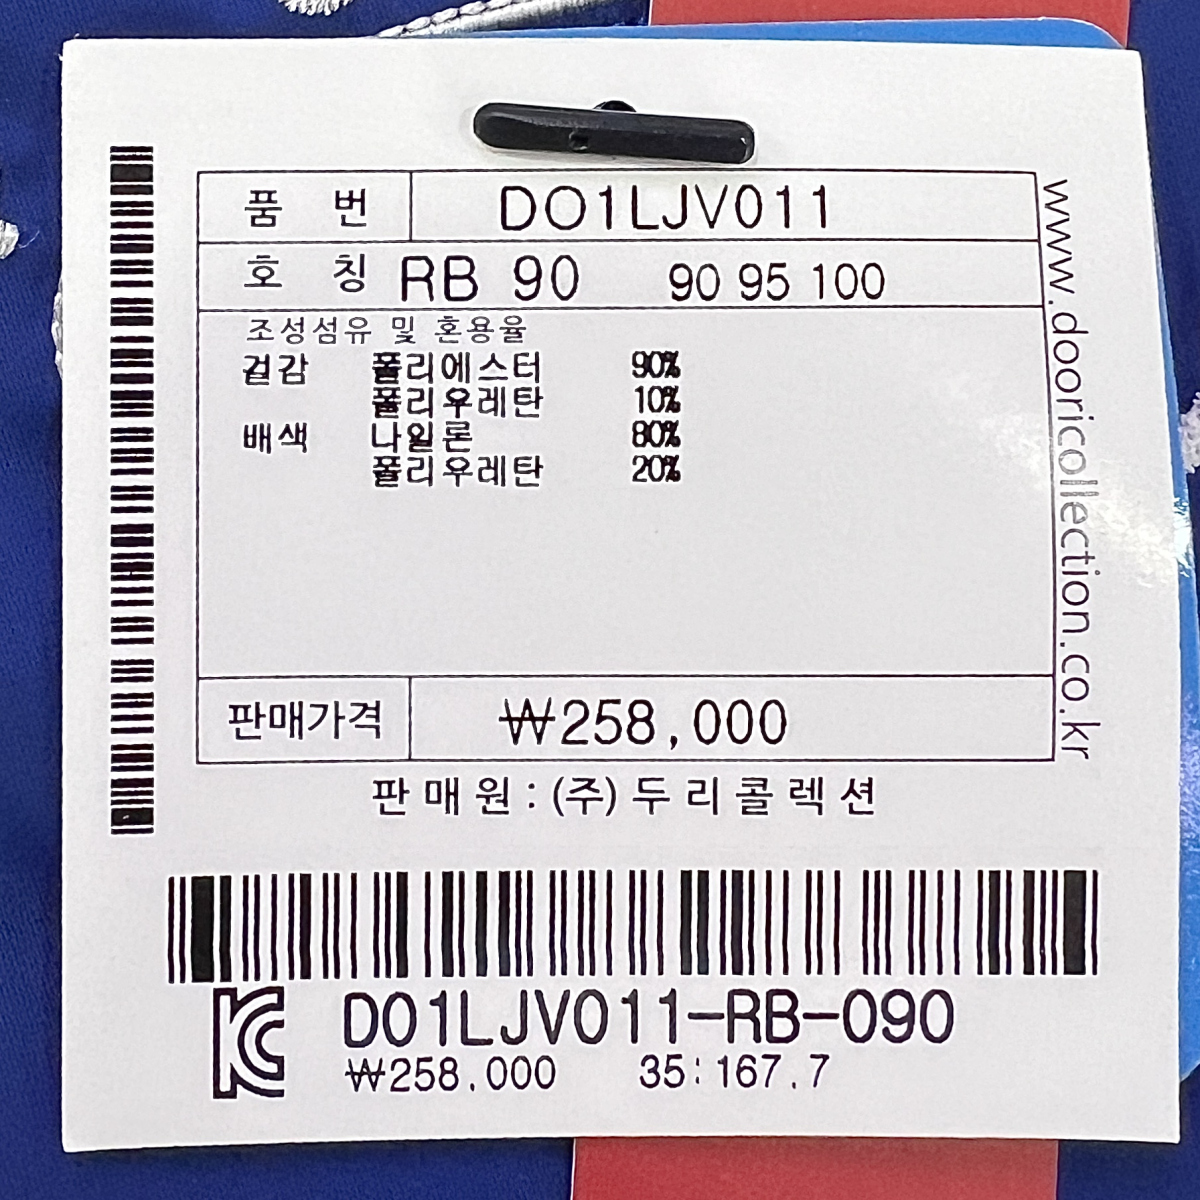 품 번 DO1LJV011
호 칭 RB 90 90 95 100
조성섬유 및 혼용율
겉감 폴리에스터 90%
폴리우레탄 10%
배색 나일론 80%
폴리우레탄 20%
판매가격 ₩258,000
판매원 : (주)두리콜렉션
www.dooricollection.co.kr
KC DO1LJV011-RB-090
₩258,000 35:167.7